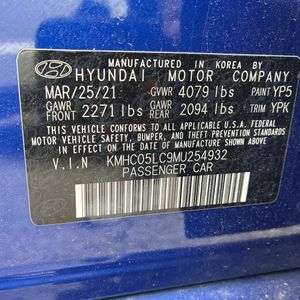 MANUFACTURED IN KOREA BY
HYUNDAI MOTOR COMPANY
MAR/25/21 GVWR 4079 lbs PAINT YP5
GAWR FRONT 2271 lbs GAWR REAR 2094 lbs TRIM YPK
THIS VEHICLE CONFORMS TO ALL APPLICABLE FEDERAL
MOTOR VEHICLE SAFETY, BUMPER, AND THEFT PREVENTION
STANDARDS IN EFFECT ON THE DATE OF MANUFACTURE SHOWN ABOVE.
V.I.N KMHC05LC9MU254932
PASSENGER CAR